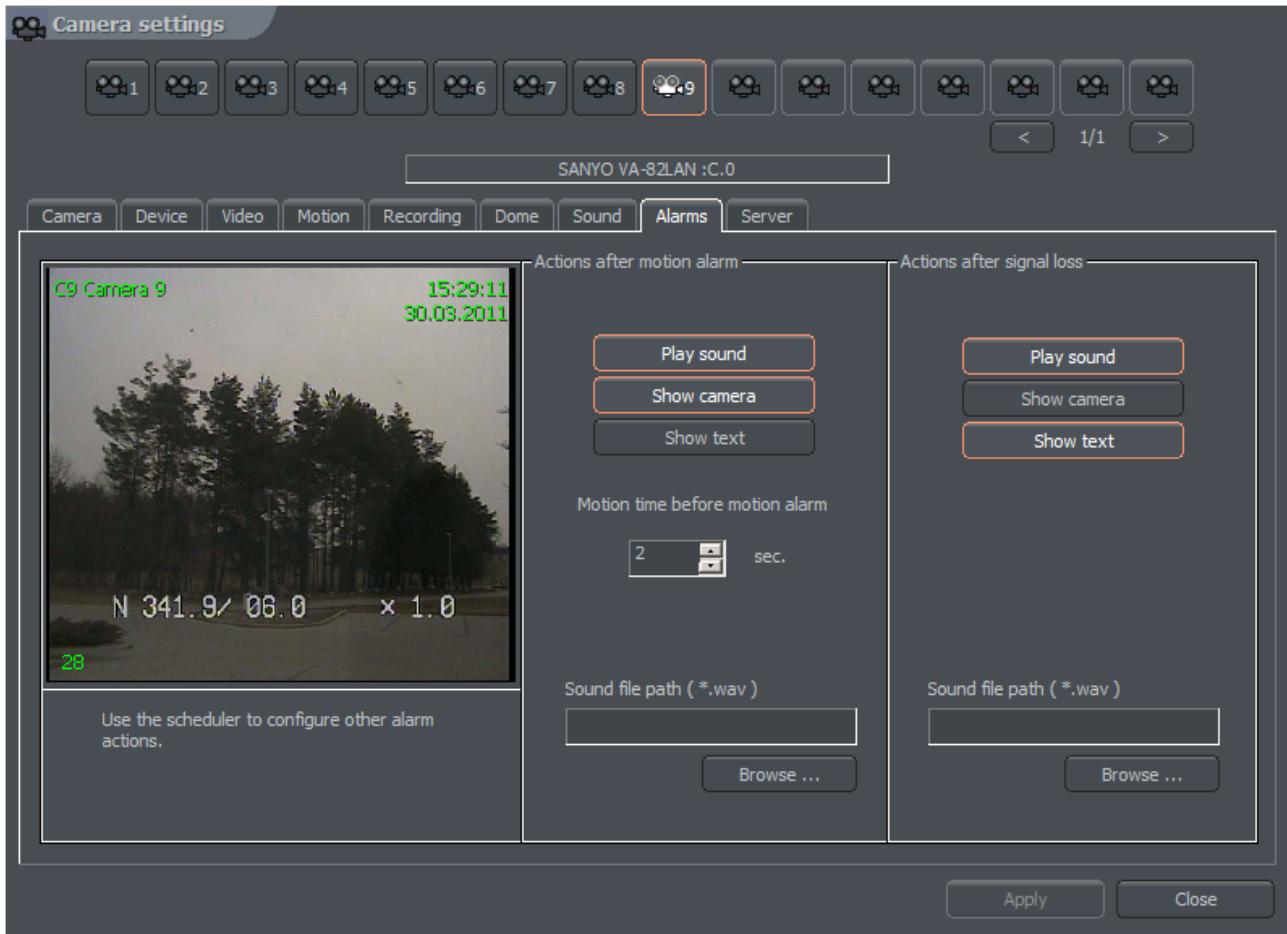 Camera settings
1 2 3 4 5 6 7 8 9
< 1/1 >
SANYO VA-82LAN :C.0
Camera Device Video Motion Recording Dome Sound Alarms Server
C9 Camera 9
15:29:11
30.03.2011
N 341.9/ 06.0 x 1.0
28
Use the scheduler to configure other alarm
actions.
Actions after motion alarm
Play sound
Show camera
Show text
Motion time before motion alarm
2 sec.
Sound file path ( *.wav )
Browse ...
Actions after signal loss
Play sound
Show camera
Show text
Sound file path ( *.wav )
Browse ...
Apply Close